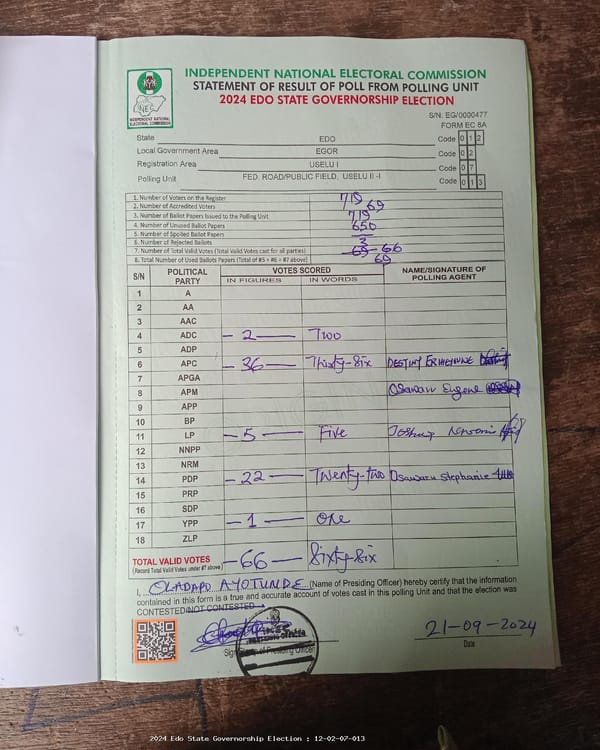 INDEPENDENT NATIONAL ELECTORAL COMMISSION
STATEMENT OF RESULT OF POLL FROM POLLING UNIT
2024 EDO STATE GOVERNORSHIP ELECTION
INDEPENDENT NATIONAL ELECTORAL COMMISSION
S/N: EG/0000477
FORM EC 8A
State EDO Code 0 1 2
Local Government Area EGOR Code 0 2
Registration Area USELU I Code 0 7
Polling Unit FED. ROAD/PUBLIC FIELD, USELU II -I Code 0 1 3
1. Number of Voters on the Register 719
2. Number of Accredited Voters 69
3. Number of Ballot Papers Issued to the Polling Unit 719
4. Number of Unused Ballot Papers 650
5. Number of Spoiled Ballot Papers
6. Number of Rejected Ballots 3
7. Number of Total Valid Votes (Total Valid Votes cast for all parties) 69 66
8. Total Number of Used Ballots Papers (Total of #5 + #6 + #7 above) 69
S/N POLITICAL PARTY VOTES SCORED NAME/SIGNATURE OF POLLING AGENT
IN FIGURES IN WORDS
1 A
2 AA
3 AAC
4 ADC - 2 — Two
5 ADP
6 APC - 36 — Thirty-Six DESTINY
7 APGA
8 APM Osawaru Eugene
9 APP
10 BP
11 LP - 5 — Five Joshua
12 NNPP
13 NRM
14 PDP - 22 — Twenty-two Osawaru Stephanie
15 PRP
16 SDP
17 YPP - 1 — One
18 ZLP
TOTAL VALID VOTES - 66 — Sixty-Six
(Record Total Valid Votes under #7 above)
I, OLADAPO AYOTUNDE (Name of Presiding Officer) hereby certify that the information
contained in this form is a true and accurate account of votes cast in this polling Unit and that the election was
CONTESTED/NOT CONTESTED
21-09-2024
Signature of Presiding Officer Date
2024 Edo State Governorship Election : 12-02-07-013